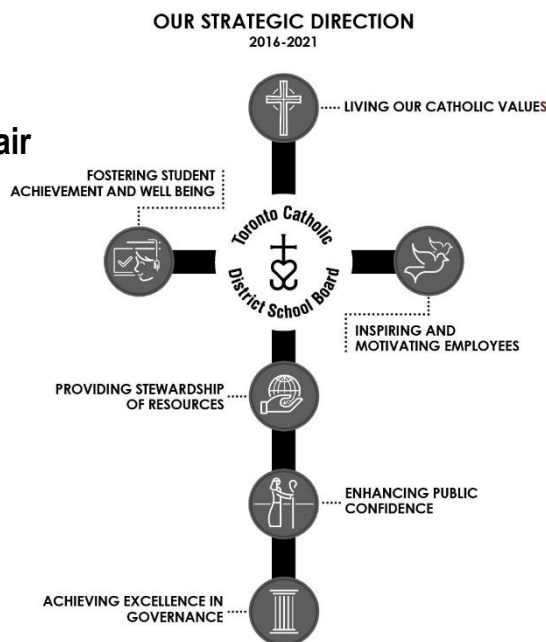 OUR STRATEGIC DIRECTION
2016-2021
LIVING OUR CATHOLIC VALUES
air
FOSTERING STUDENT
ACHIEVEMENT AND WELL BEING
Toronto Catholic
District School Board
INSPIRING AND
MOTIVATING EMPLOYEES
PROVIDING STEWARDSHIP
OF RESOURCES
ENHANCING PUBLIC
CONFIDENCE
ACHIEVING EXCELLENCE IN
GOVERNANCE